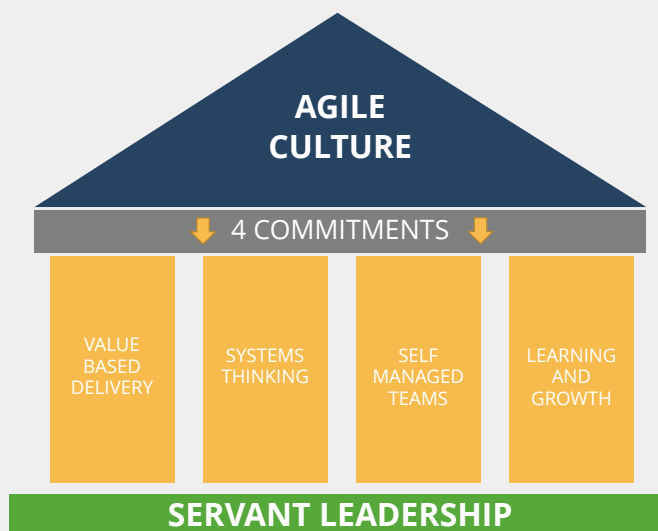 AGILE
CULTURE
4 COMMITMENTS
VALUE
BASED
DELIVERY
SYSTEMS
THINKING
SELF
MANAGED
TEAMS
LEARNING
AND
GROWTH
SERVANT LEADERSHIP